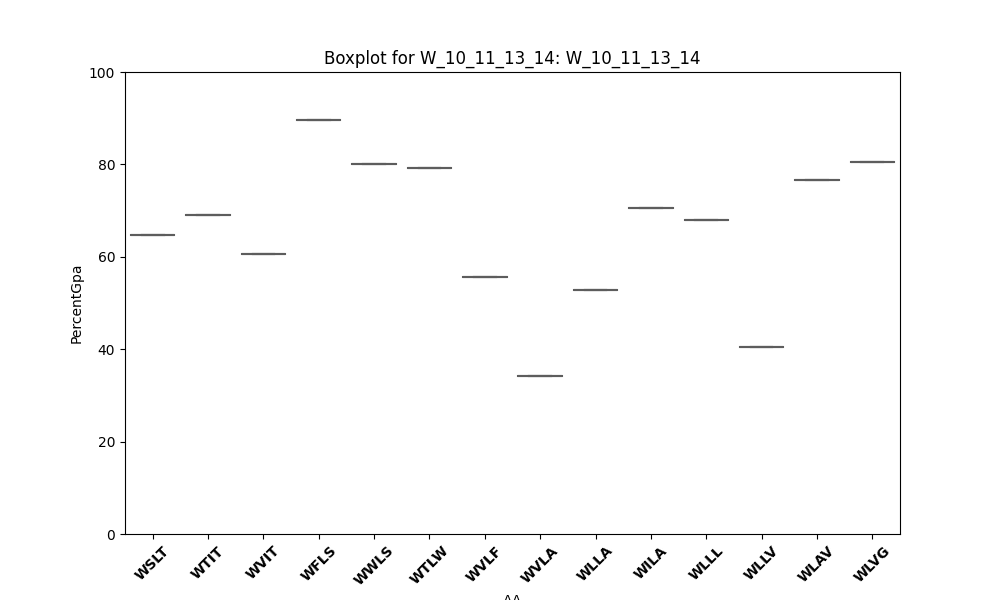 Boxplot for W_10_11_13_14: W_10_11_13_14
100
80
60
40
20
0
PercentGpa
WSLT WTIT WVIT WFLS WWLS WTLW WVLF WVLA WLLA WILA WLLL WLLV WLAV WLVG
AA